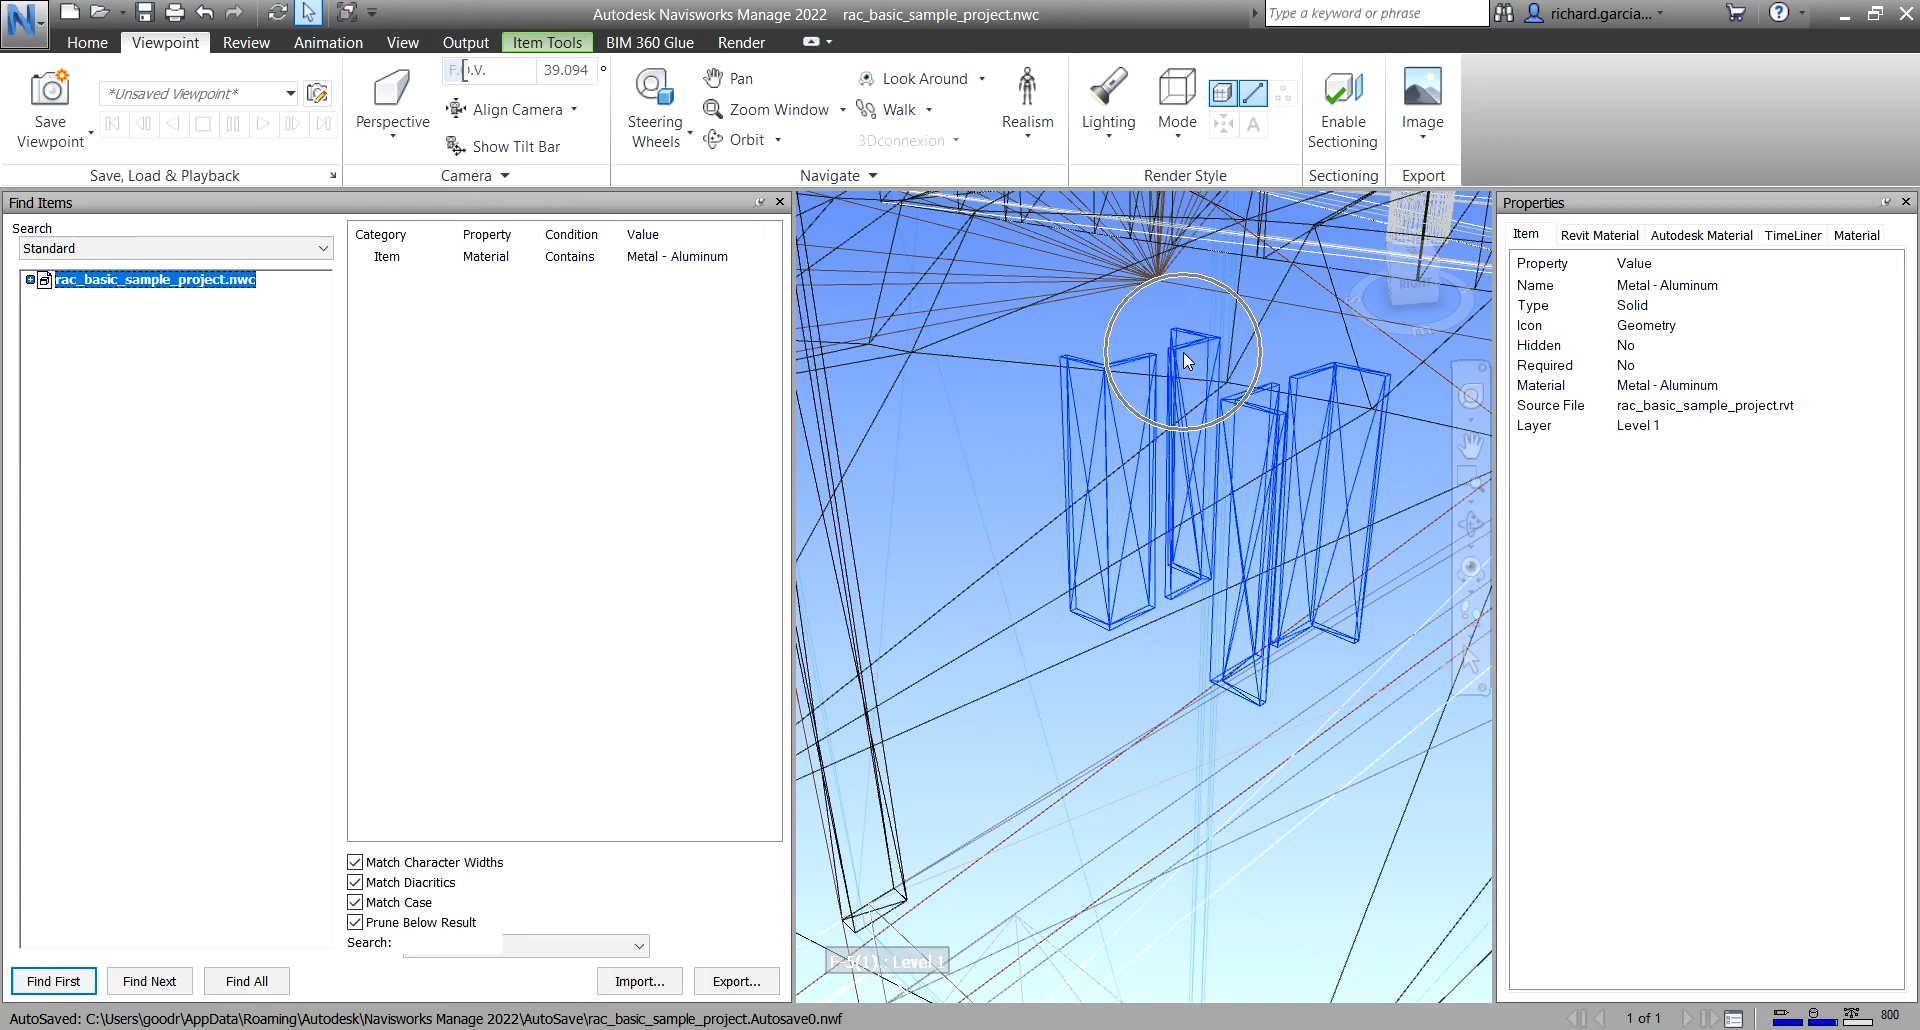 Autodesk Navisworks Manage 2022 rac_basic_sample_project.nwc
Type a keyword or phrase
richard.garcia...
Home Viewpoint Review Animation View Output Item Tools BIM 360 Glue Render
Save Viewpoint
*Unsaved Viewpoint*
Save, Load & Playback
Perspective
39.094 °
Align Camera
Show Tilt Bar
Camera
Steering Wheels
Pan
Zoom Window
Orbit
Look Around
Walk
3Dconnexion
Navigate
Realism
Lighting
Mode
Render Style
Enable Sectioning
Sectioning
Image
Export
Find Items
Search
Standard
rac_basic_sample_project.nwc
Category Property Condition Value
Item Material Contains Metal - Aluminum
Match Character Widths
Match Diacritics
Match Case
Prune Below Result
Search:
Find First Find Next Find All Import... Export...
RIGHT
F-5(1) : Level 1
Properties
Item Revit Material Autodesk Material TimeLiner Material
Property Value
Name Metal - Aluminum
Type Solid
Icon Geometry
Hidden No
Required No
Material Metal - Aluminum
Source File rac_basic_sample_project.rvt
Layer Level 1
AutoSaved: C:\Users\goodr\AppData\Roaming\Autodesk\Navisworks Manage 2022\AutoSave\rac_basic_sample_project.Autosave0.nwf
1 of 1
800